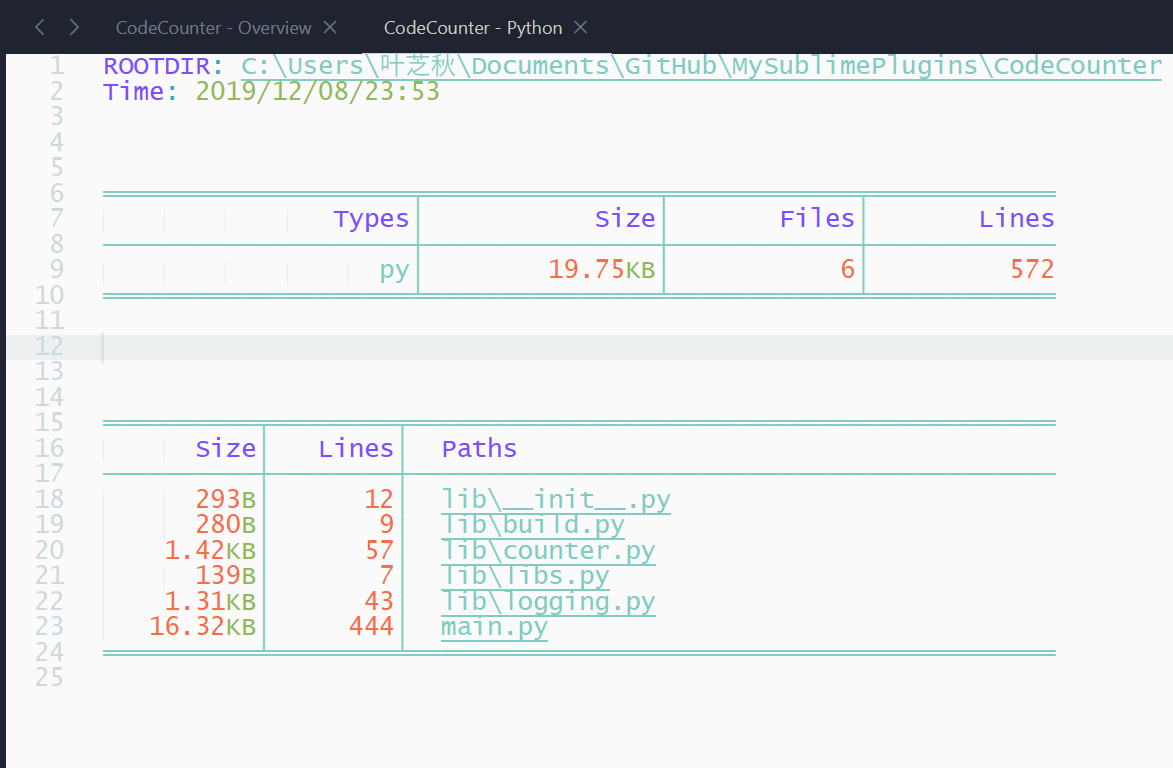 CodeCounter - Overview CodeCounter - Python
1 ROOTDIR: C:\Users\叶芝秋\Documents\GitHub\MySublimePlugins\CodeCounter
2 Time: 2019/12/08/23:53
3
4
5
6
7 Types Size Files Lines
8
9 py 19.75KB 6 572
10
11
12
13
14
15
16 Size Lines Paths
17
18 293B 12 lib\__init__.py
19 280B 9 lib\build.py
20 1.42KB 57 lib\counter.py
21 139B 7 lib\libs.py
22 1.31KB 43 lib\logging.py
23 16.32KB 444 main.py
24
25